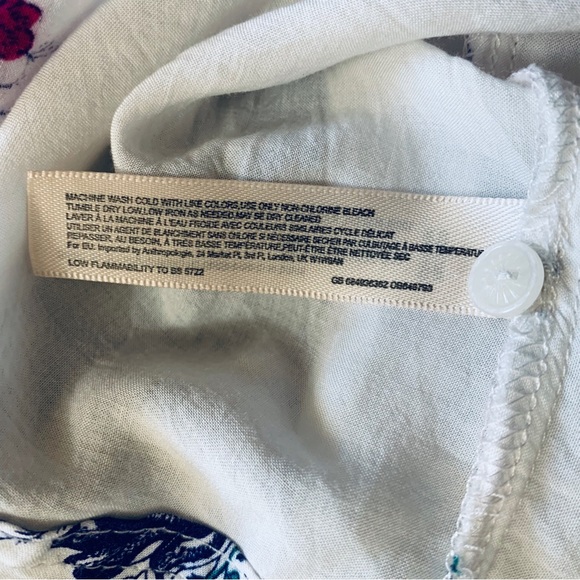 MACHINE WASH COLD WITH LIKE COLORS,USE ONLY NON-CHLORINE BLEACH
TUMBLE DRY LOW,LOW IRON AS NEEDED,MAY BE DRY CLEANED
LAVER À LA MACHINE À L'EAU FROIDE AVEC COULEURS SIMILAIRES CYCLE DÉLICAT
UTILISER UN AGENT DE BLANCHIMENT SANS CHLORE SI NÉCESSAIRE SÉCHER PAR CULBUTAGE À BASSE TEMPÉRATURE
REPASSER, AU BESOIN, À TRÈS BASSE TEMPÉRATURE,PEUT-ÊTRE ÊTRE NETTOYÉE SEC
For EU: Imported by Anthropologie, 24 Market Pl, 3rd Fl, London, UK
LOW FLAMMABILITY TO BS 5722